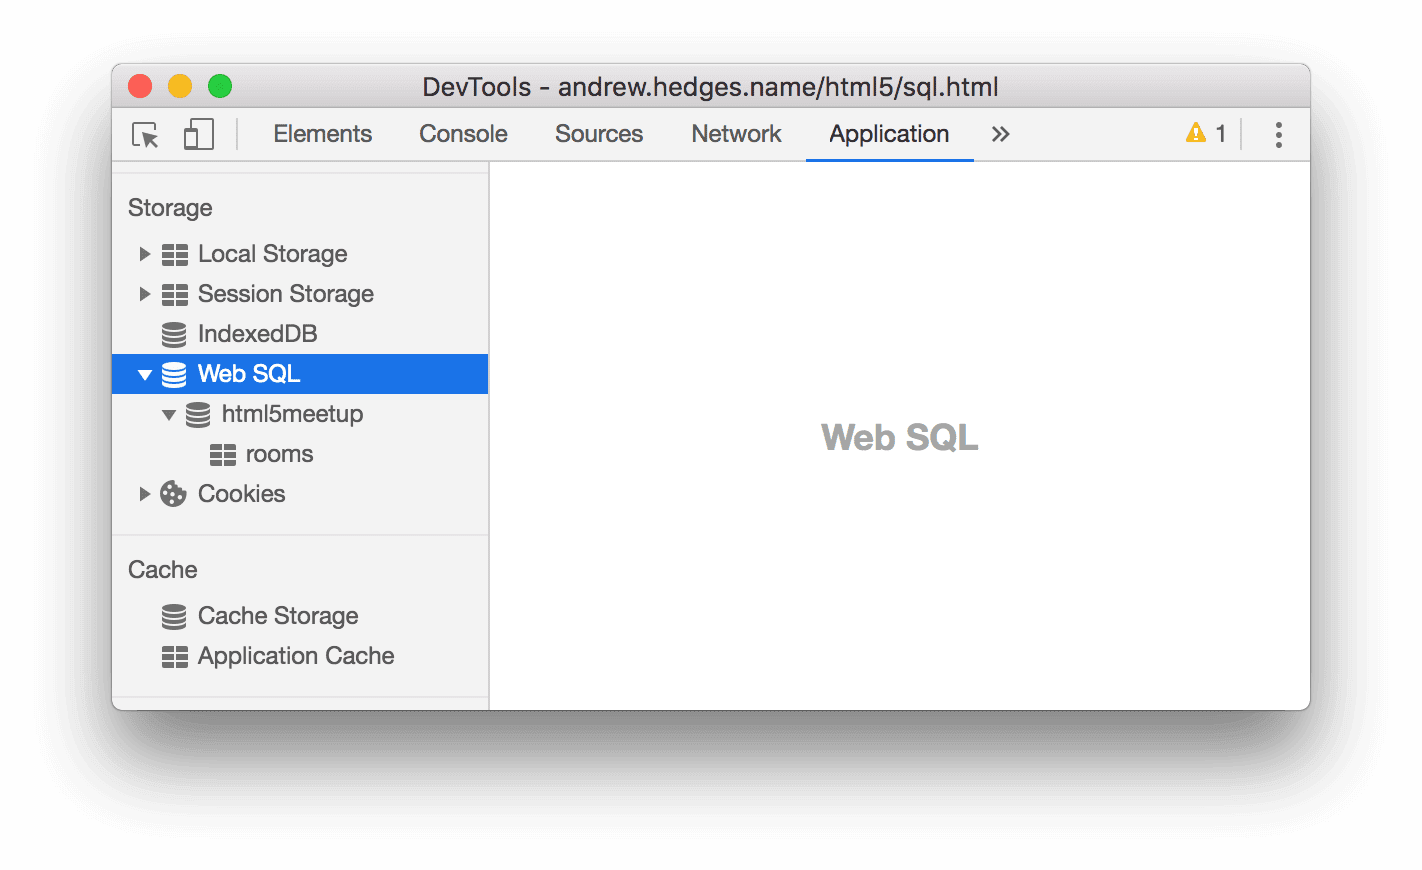 DevTools - andrew.hedges.name/html5/sql.html
Elements Console Sources Network Application » 1
Storage
Local Storage
Session Storage
IndexedDB
Web SQL
html5meetup
rooms
Cookies
Cache
Cache Storage
Application Cache
Web SQL